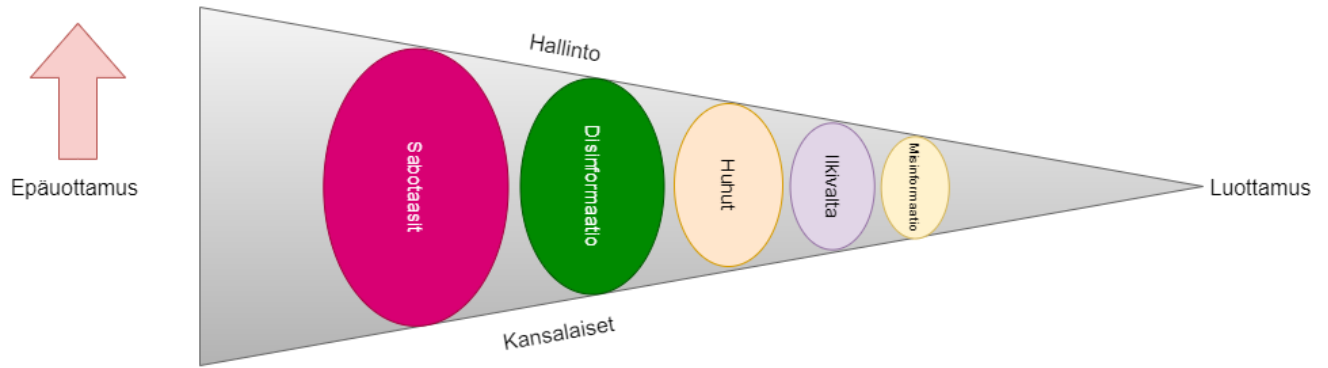 Hallinto
Epäuottamus
Sabotaasit
Disinformaatio
Huhut
Ilkivalta
Misinformaatio
Luottamus
Kansalaiset